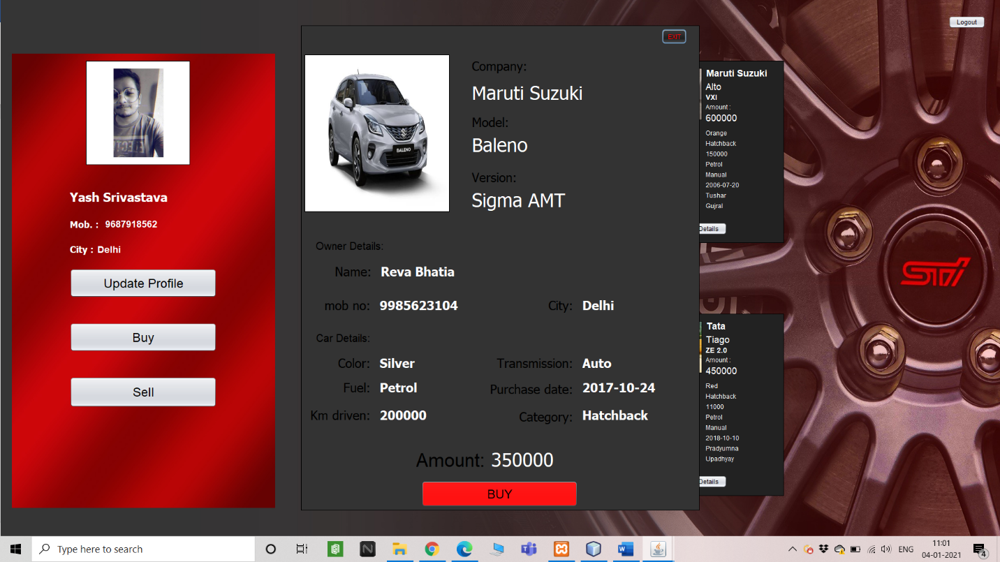 Logout
EXIT
Yash Srivastava
Mob. : 9687918562
City : Delhi
Update Profile
Buy
Sell
BALENO
Company:
Maruti Suzuki
Model:
Baleno
Version:
Sigma AMT
Owner Details:
Name: Reva Bhatia
mob no: 9985623104 City: Delhi
Car Details:
Color: Silver Transmission: Auto
Fuel: Petrol Purchase date: 2017-10-24
Km driven: 200000 Category: Hatchback
Amount: 350000
BUY
Maruti Suzuki
Alto
VXI
Amount :
600000
Orange
Hatchback
150000
Petrol
Manual
2006-07-20
Tushar
Gujral
Details
Tata
Tiago
ZE 2.0
Amount :
450000
Red
Hatchback
11000
Petrol
Manual
2018-10-10
Pradyumna
Upadhyay
Details
STI
Type here to search
ENG
11:01
04-01-2021
4